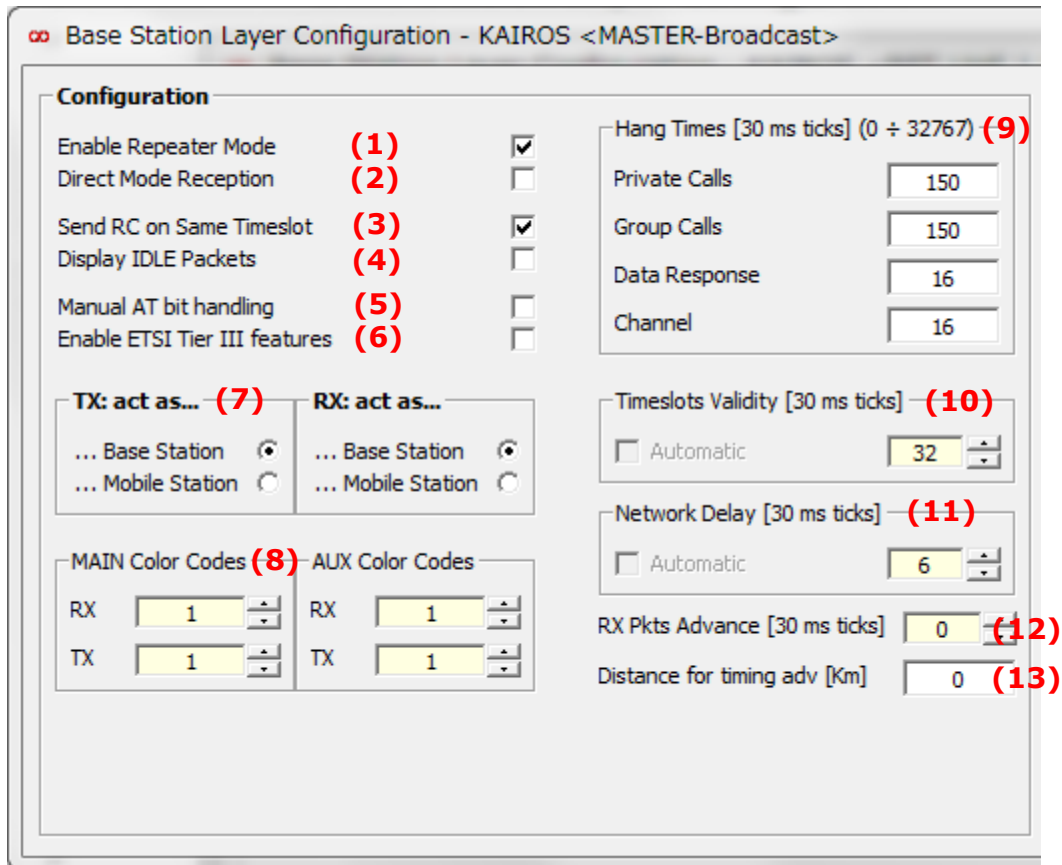 Base Station Layer Configuration - KAIROS <MASTER-Broadcast>
Configuration
Enable Repeater Mode (1)
Direct Mode Reception (2)
Send RC on Same Timeslot (3)
Display IDLE Packets (4)
Manual AT bit handling (5)
Enable ETSI Tier III features (6)
TX: act as... (7)
... Base Station
... Mobile Station
RX: act as...
... Base Station
... Mobile Station
MAIN Color Codes (8)
RX 1
TX 1
AUX Color Codes
RX 1
TX 1
Hang Times [30 ms ticks] (0 ÷ 32767) (9)
Private Calls 150
Group Calls 150
Data Response 16
Channel 16
Timeslots Validity [30 ms ticks] (10)
Automatic 32
Network Delay [30 ms ticks] (11)
Automatic 6
RX Pkts Advance [30 ms ticks] 0 (12)
Distance for timing adv [Km] 0 (13)